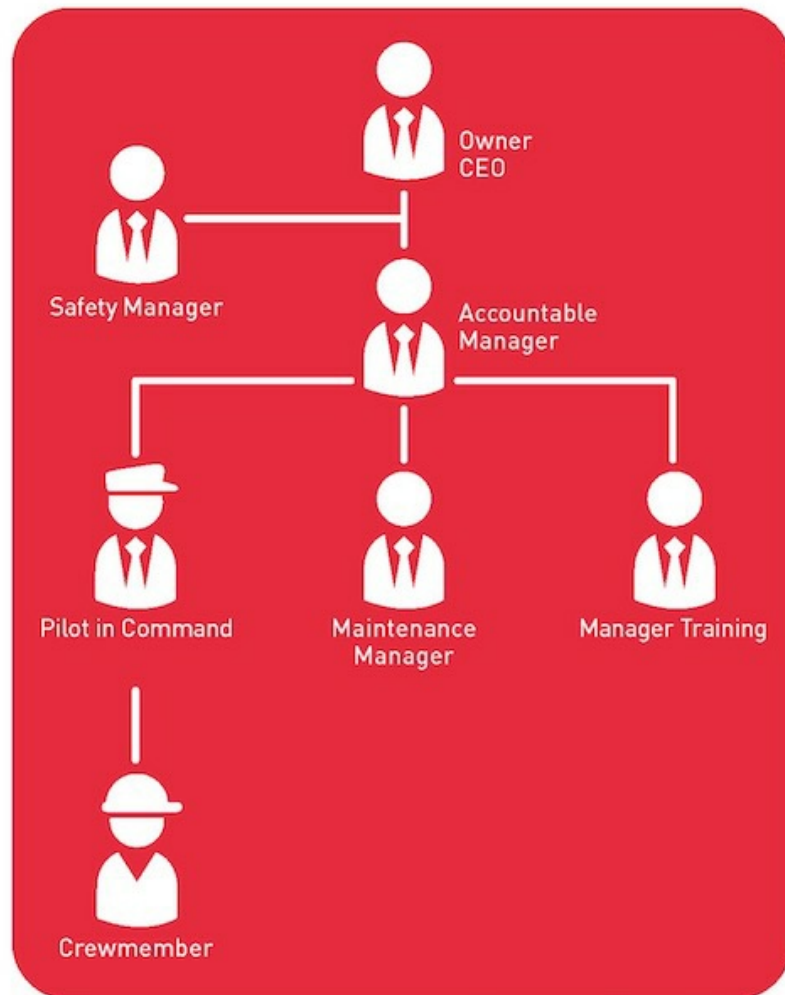 Owner
CEO
Safety Manager
Accountable
Manager
Pilot in Command
Maintenance
Manager
Manager Training
Crewmember